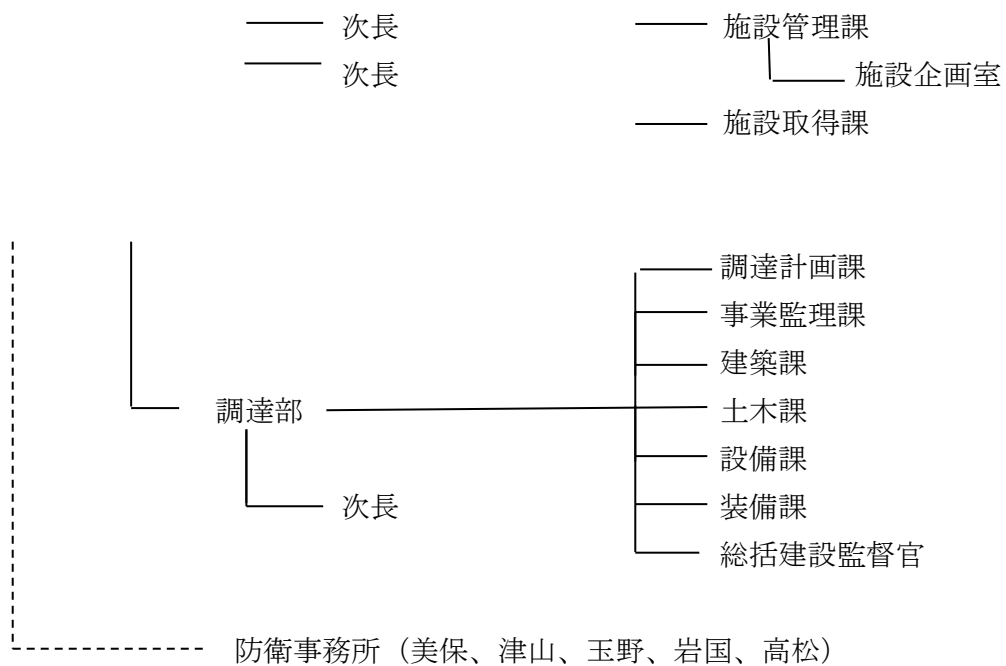 次長 施設管理課
次長 施設企画室
施設取得課
調達計画課
事業監理課
建築課
調達部 土木課
設備課
次長 装備課
総括建設監督官
防衛事務所（美保、津山、玉野、岩国、高松）